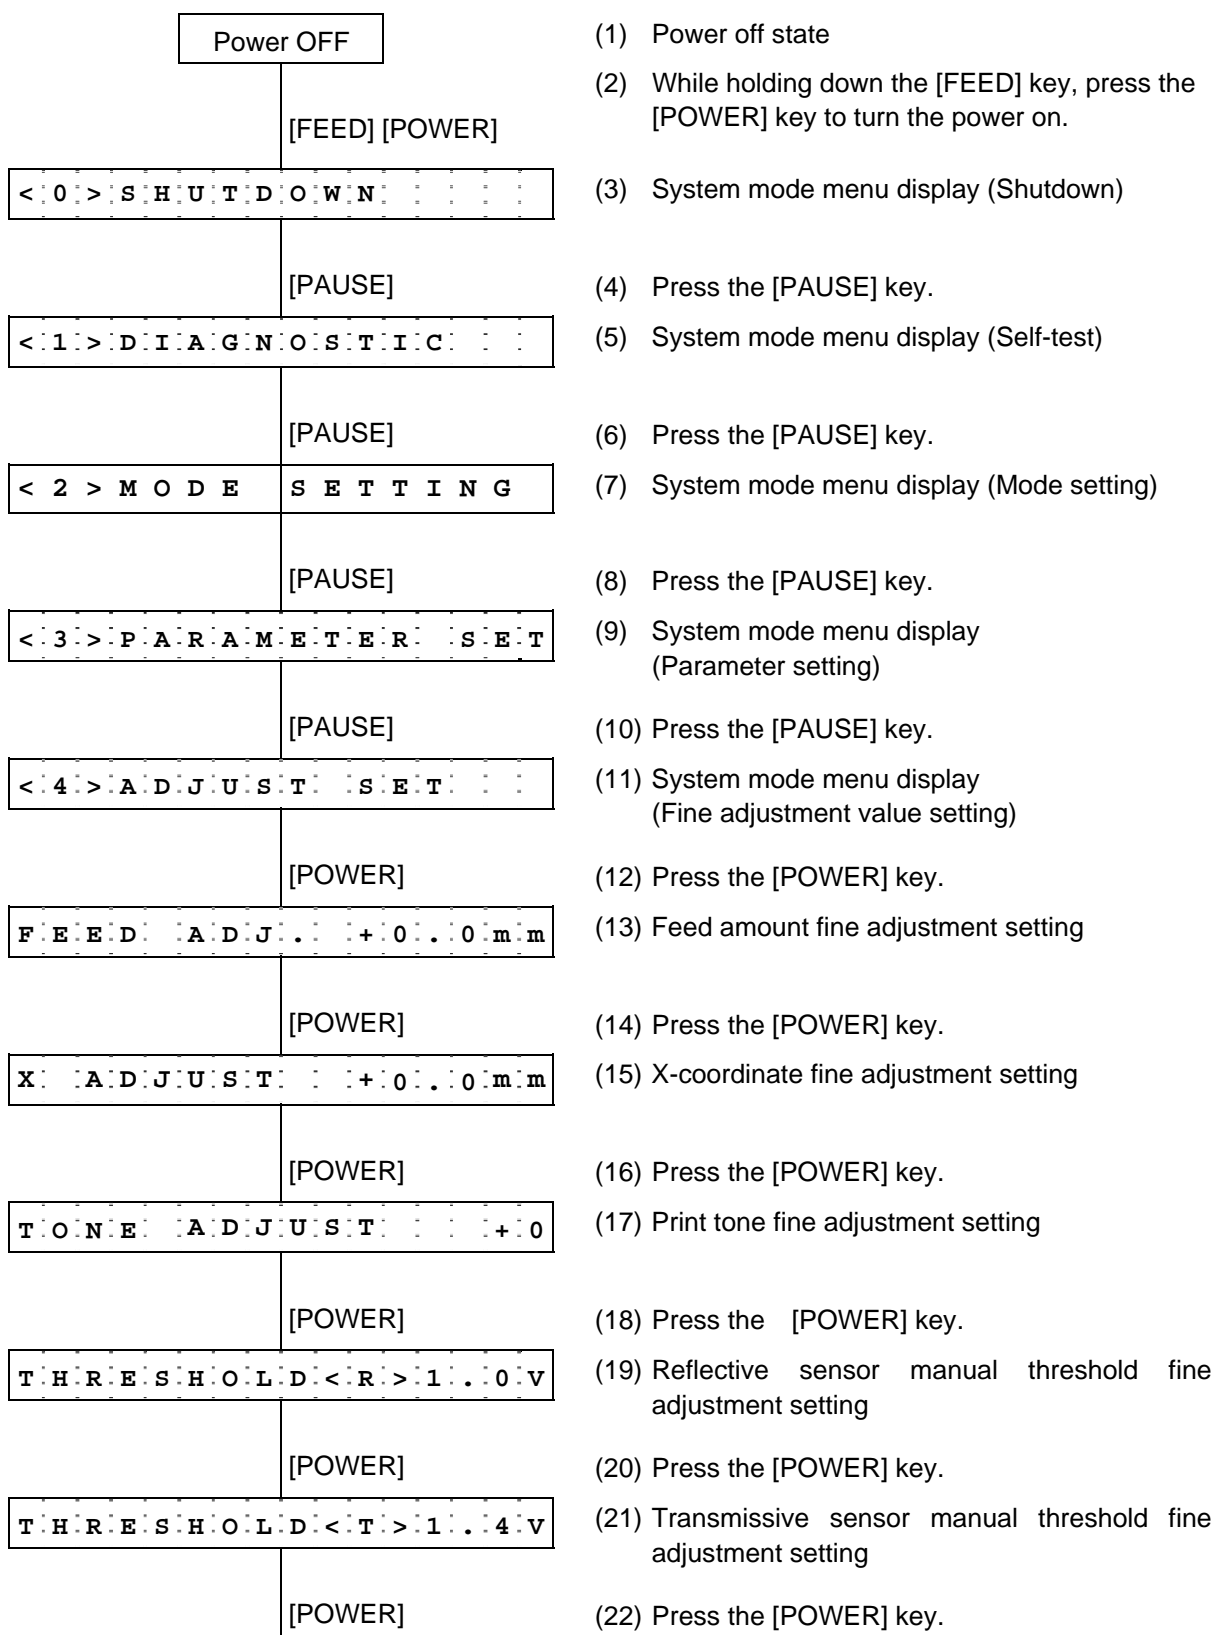 Power OFF
(1) Power off state
[FEED] [POWER]
(2) While holding down the [FEED] key, press the
[POWER] key to turn the power on.
<0>SHUTDOWN
(3) System mode menu display (Shutdown)
[PAUSE]
(4) Press the [PAUSE] key.
<1>DIAGNOSTIC
(5) System mode menu display (Self-test)
[PAUSE]
(6) Press the [PAUSE] key.
<2>MODE SETTING
(7) System mode menu display (Mode setting)
[PAUSE]
(8) Press the [PAUSE] key.
<3>PARAMETER SET
(9) System mode menu display
(Parameter setting)
[PAUSE]
(10) Press the [PAUSE] key.
<4>ADJUST SET
(11) System mode menu display
(Fine adjustment value setting)
[POWER]
(12) Press the [POWER] key.
FEED ADJ. +0.0mm
(13) Feed amount fine adjustment setting
[POWER]
(14) Press the [POWER] key.
X ADJUST +0.0mm
(15) X-coordinate fine adjustment setting
[POWER]
(16) Press the [POWER] key.
TONE ADJUST +0
(17) Print tone fine adjustment setting
[POWER]
(18) Press the [POWER] key.
THRESHOLD<R>1.0V
(19) Reflective sensor manual threshold fine
adjustment setting
[POWER]
(20) Press the [POWER] key.
THRESHOLD<T>1.4V
(21) Transmissive sensor manual threshold fine
adjustment setting
[POWER]
(22) Press the [POWER] key.